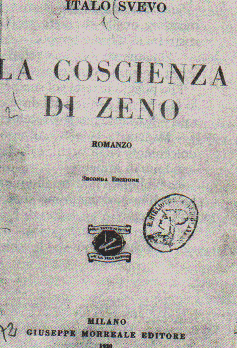 ITALO SVEVO
LA COSCIENZA
DI ZENO
ROMANZO
SECONDA EDIZIONE
MILANO
GIUSEPPE MORREALE EDITORE